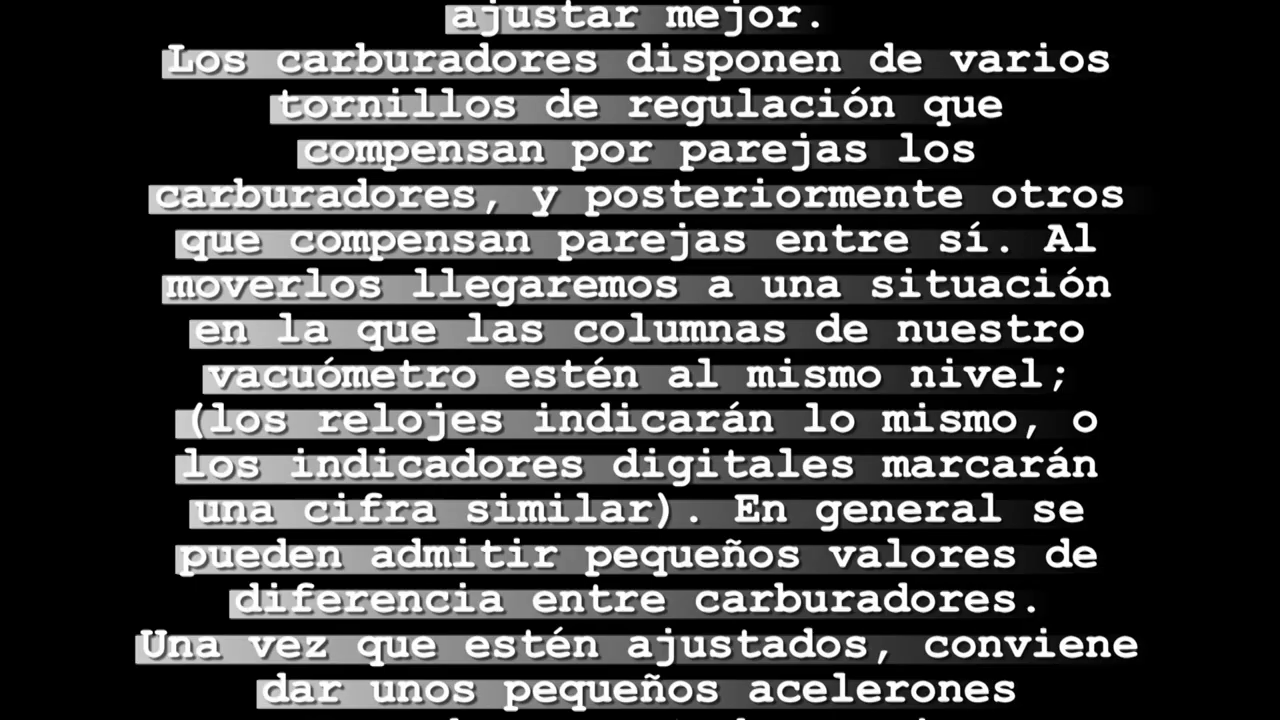 ajustar mejor.
Los carburadores disponen de varios
tornillos de regulación que
compensan por parejas los
carburadores, y posteriormente otros
que compensan parejas entre sí. Al
moverlos llegaremos a una situación
en la que las columnas de nuestro
vacuómetro estén al mismo nivel;
(los relojes indicarán lo mismo, o
los indicadores digitales marcarán
una cifra similar). En general se
pueden admitir pequeños valores de
diferencia entre carburadores.
Una vez que estén ajustados, conviene
dar unos pequeños acelerones